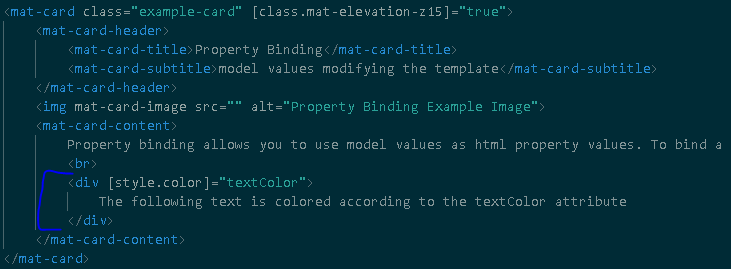 <mat-card class="example-card" [class.mat-elevation-z15]="true">
<mat-card-header>
<mat-card-title>Property Binding</mat-card-title>
<mat-card-subtitle>model values modifying the template</mat-card-subtitle>
</mat-card-header>
<img mat-card-image src="" alt="Property Binding Example Image">
<mat-card-content>
Property binding allows you to use model values as html property values. To bind a
<br>
<div [style.color]="textColor">
The following text is colored according to the textColor attribute
</div>
</mat-card-content>
</mat-card>